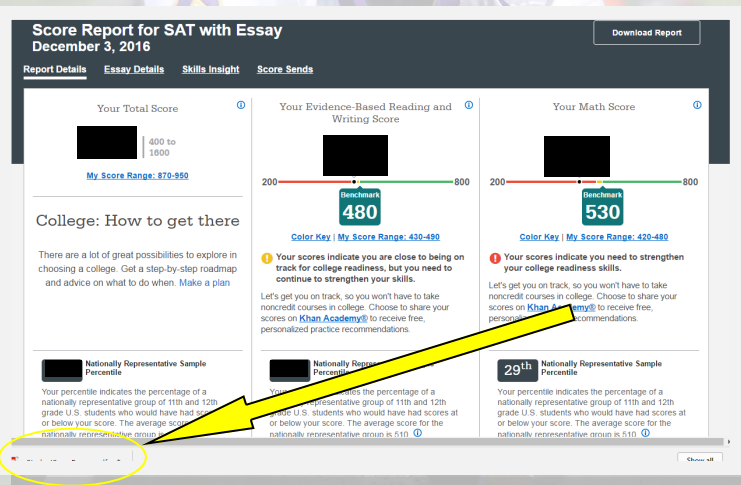 Score Report for SAT with Essay
December 3, 2016
Download Report
Report Details Essay Details Skills Insight Score Sends
Your Total Score
400 to
1600
My Score Range: 870-950
College: How to get there
There are a lot of great possibilities to explore in
choosing a college. Get a step-by-step roadmap
and advice on what to do when. Make a plan
Nationally Representative Sample
Percentile
Your percentile indicates the percentage of a
nationally representative group of 11th and 12th
grade U.S. students who would have had
or below your score. The average
nationally representative group is
Your Evidence-Based Reading and
Writing Score
200 800
Benchmark
480
Color Key | My Score Range: 430-490
Your scores indicate you are close to being on
track for college readiness, but you need to
continue to strengthen your skills.
Let's get you on track, so you won't have to take
noncredit courses in college. Choose to share your
scores on Khan Academy® to receive free,
personalized practice recommendations.
Nationally
Percentile
of a
representative group of 11th and 12th
grade U.S. students who would have had scores at
or below your score. The average score for the
nationally representative group is 510.
Your Math Score
200 800
Benchmark
530
Color Key | My Score Range: 420-480
Your scores indicate you need to strengthen
your college readiness skills.
Let's get you on track, so you won't have to take
noncredit courses in college. Choose to share your
scores on Khan Academy® to receive free,
recommendations.
29th
Nationally Representative Sample
Percentile
Your percentile indicates the percentage of a
nationally representative group of 11th and 12th
grade U.S. students who would have had scores at
or below your score. The average score for the
nationally representative group is 510.
Show all